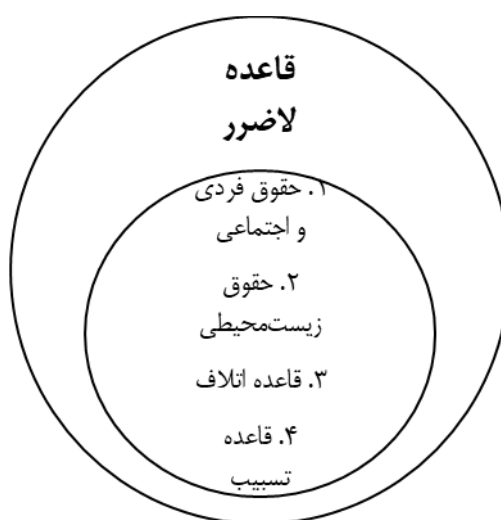 قاعده
لاضرر
۱. حقوق فردی
و اجتماعی
۲. حقوق
زیست‌محیطی
۳. قاعده اتلاف
۴. قاعده
تسبیب